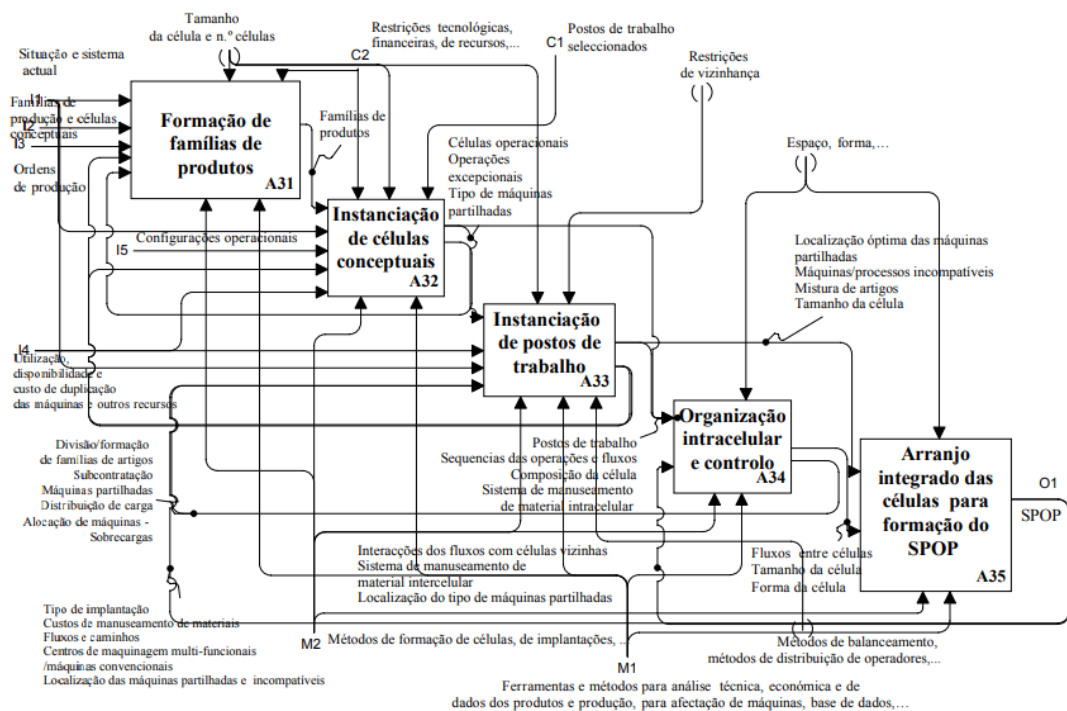 Tamanho
da célula e n.º células
Restrições tecnológicas,
financeiras, de recursos,...
C2
C1
Postos de trabalho
seleccionados
Restrições
de vizinhança
Situação e sistema
actual
I1
Famílias de
produção e células
conceptuais
I2
I3
Ordens
de produção
Formação de
famílias de
produtos
A31
Famílias de
produtos
Células operacionais
Operações
excepcionais
Tipo de máquinas
partilhadas
Espaço, forma,...
Configurações operacionais
I5
Instanciação
de células
conceptuais
A32
Localização óptima das máquinas
partilhadas
Máquinas/processos incompatíveis
Mistura de artigos
Tamanho da célula
I4
Utilização,
disponibilidade e
custo de duplicação
das máquinas e outros recursos
Instanciação
de postos de
trabalho
A33
Divisão/formação
de famílias de artigos
Subcontratação
Máquinas partilhadas
Distribuição de carga
Alocação de máquinas -
Sobrecargas
Postos de trabalho
Sequencias das operações e fluxos
Composição da célula
Sistema de manuseamento
de material intracelular
Organização
intracelular
e controlo
A34
Arranjo
integrado das
células para
formação do
SPOP
A35
O1
SPOP
Interacções dos fluxos com células vizinhas
Sistema de manuseamento de
material intercelular
Localização do tipo de máquinas partilhadas
Fluxos entre células
Tamanho da célula
Forma da célula
Tipo de implantação
Custos de manuseamento de materiais
Fluxos e caminhos
Centros de maquinagem multi-funcionais
/máquinas convencionais
Localização das máquinas partilhadas e incompatíveis
M2
Métodos de formação de células, de implantações, ...
M1
Métodos de balanceamento,
métodos de distribuição de operadores,...
Ferramentas e métodos para análise técnica, económica e de
dados dos produtos e produção, para afectação de máquinas, base de dados,...